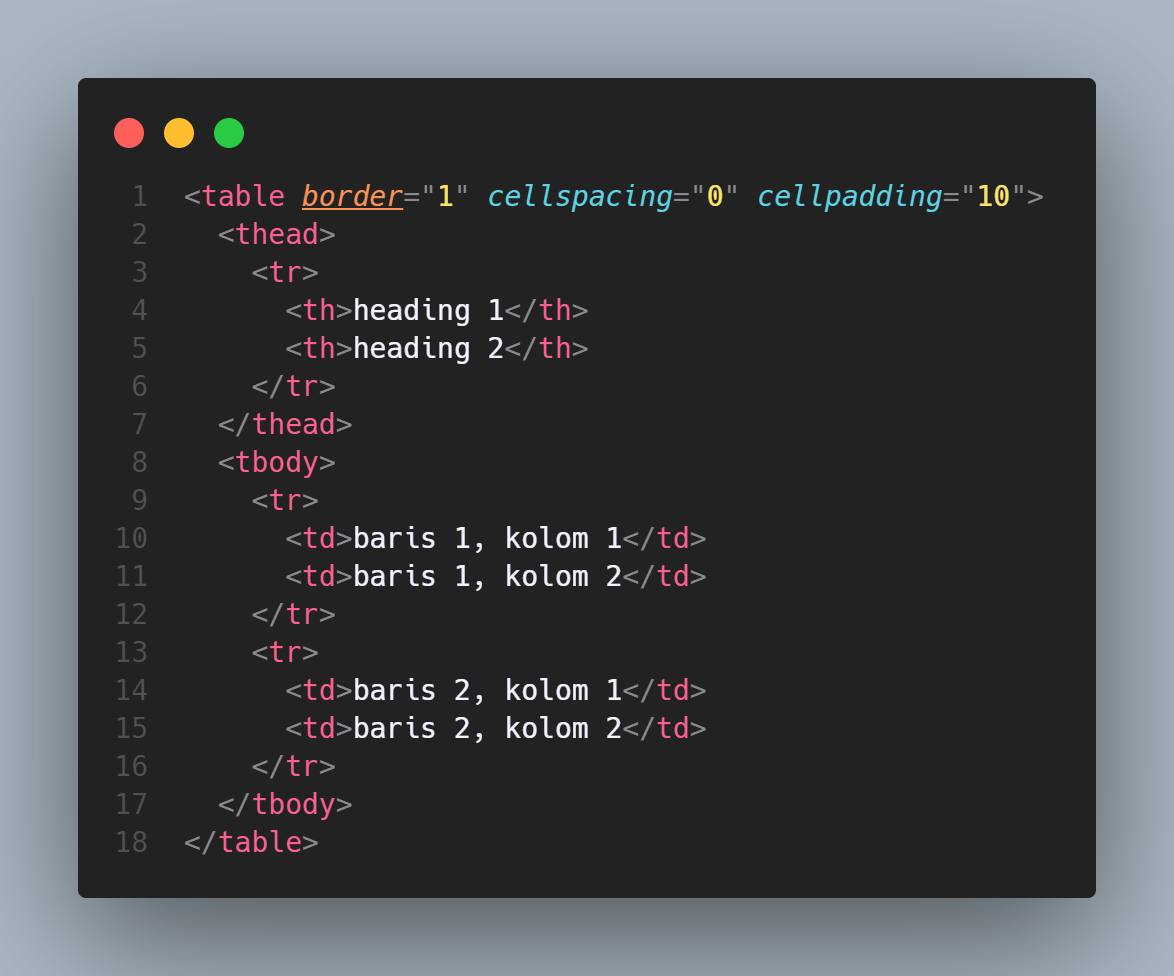 1 <table border="1" cellspacing="0" cellpadding="10">
2   <thead>
3     <tr>
4       <th>heading 1</th>
5       <th>heading 2</th>
6     </tr>
7   </thead>
8   <tbody>
9     <tr>
10       <td>baris 1, kolom 1</td>
11       <td>baris 1, kolom 2</td>
12     </tr>
13     <tr>
14       <td>baris 2, kolom 1</td>
15       <td>baris 2, kolom 2</td>
16     </tr>
17   </tbody>
18 </table>